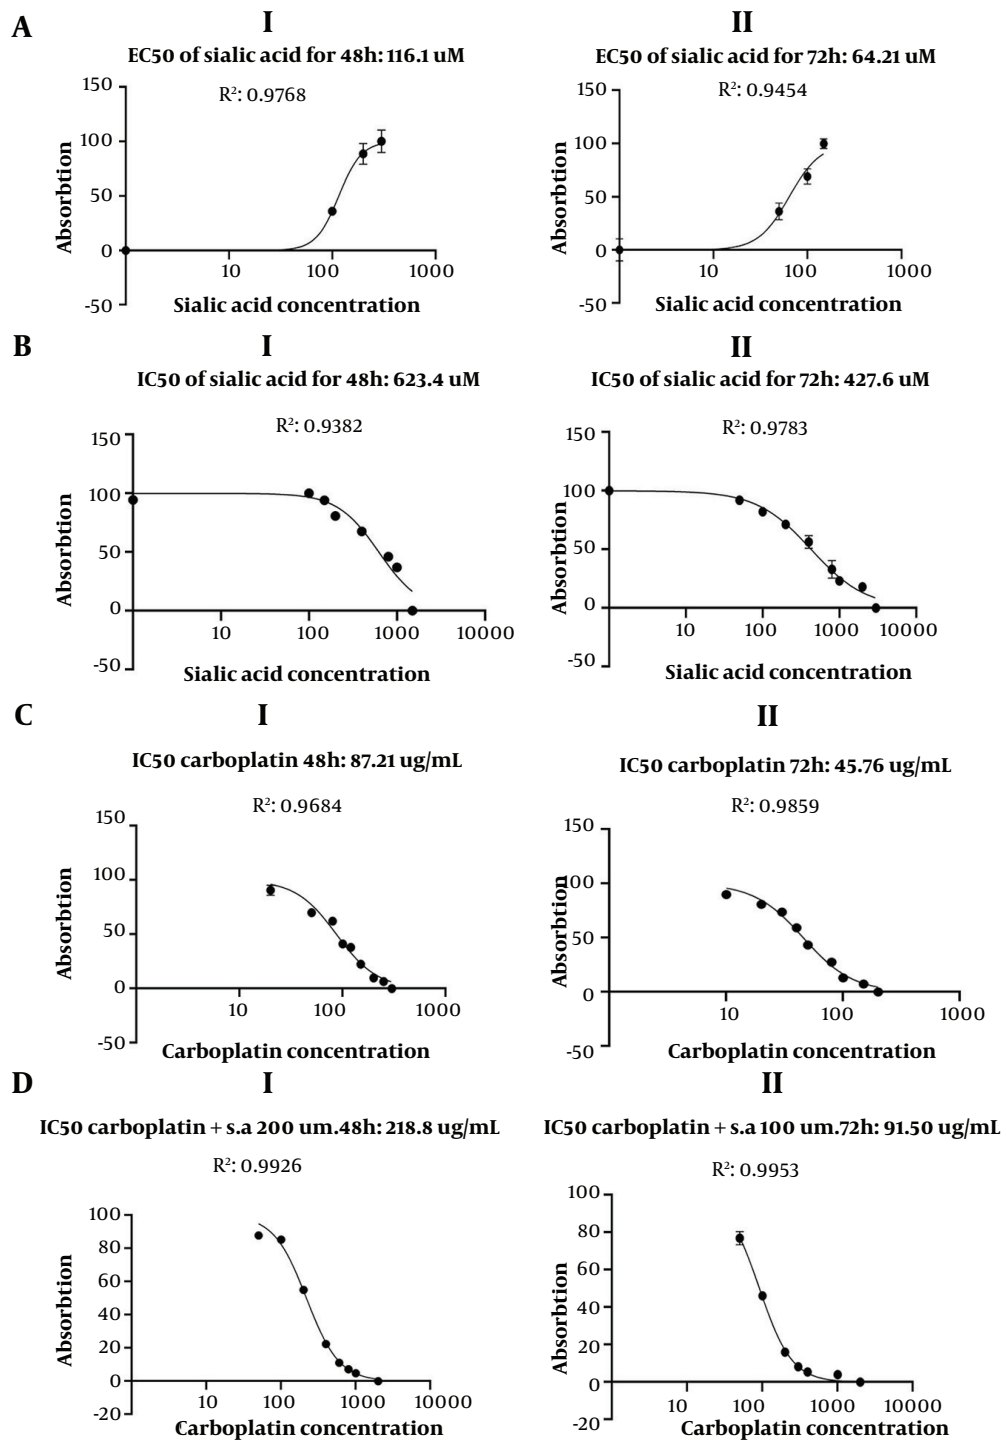 A
I
II
EC50 of sialic acid for 48h: 116.1 uM
EC50 of sialic acid for 72h: 64.21 uM
R²: 0.9768
R²: 0.9454
150
100
50
0
-50
Absorbtion
10
100
1000
Sialic acid concentration
150
100
50
0
-50
Absorbtion
10
100
1000
Sialic acid concentration
B
I
II
IC50 of sialic acid for 48h: 623.4 uM
IC50 of sialic acid for 72h: 427.6 uM
R²: 0.9382
R²: 0.9783
150
100
50
0
-50
Absorbtion
10
100
1000
10000
Sialic acid concentration
150
100
50
0
-50
Absorbtion
10
100
1000
10000
Sialic acid concentration
C
I
II
IC50 carboplatin 48h: 87.21 ug/mL
IC50 carboplatin 72h: 45.76 ug/mL
R²: 0.9684
R²: 0.9859
150
100
50
0
-50
Absorbtion
10
100
1000
Carboplatin concentration
150
100
50
0
-50
Absorbtion
10
100
1000
Carboplatin concentration
D
I
II
IC50 carboplatin + s.a 200 um.48h: 218.8 ug/mL
IC50 carboplatin + s.a 100 um.72h: 91.50 ug/mL
R²: 0.9926
R²: 0.9953
100
80
60
40
20
0
-20
Absorbtion
10
100
1000
10000
Carboplatin concentration
100
80
60
40
20
0
-20
Absorbtion
10
100
1000
10000
Carboplatin concentration